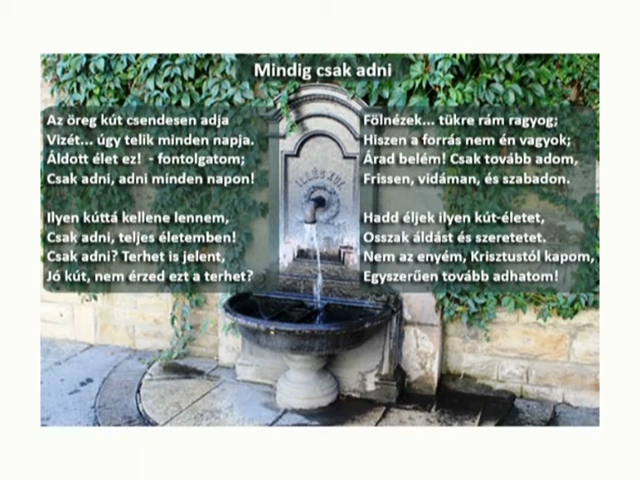 Mindig csak adni
Az öreg kút csendesen adja
Vizét... úgy telik minden napja.
Áldott élet ez! - fontolgatom;
Csak adni, adni minden napon!
Ilyen kúttá kellene lennem,
Csak adni, teljes életemben!
Csak adni? Terhet is jelent,
Jó kút, nem érzed ezt a terhet?
Fölnézek... tükre rám ragyog;
Hiszen a forrás nem én vagyok;
Árad belém! Csak tovább adom,
Frissen, vidáman, és szabadon.
Hadd éljek ilyen kút-életet,
Osszak áldást és szeretetet.
Nem az enyém, Krisztustól kapom,
Egyszerűen tovább adhatom!
ILLÉS KÚT